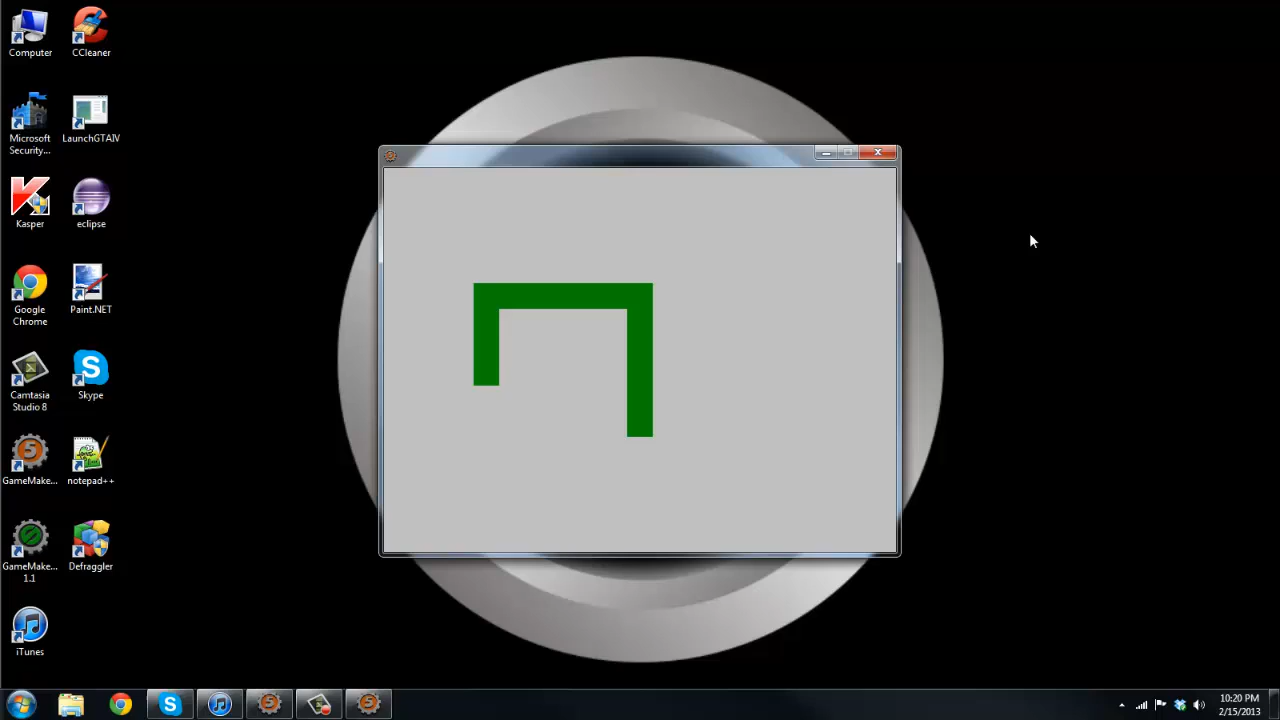 Computer
CCleaner
Microsoft
Security...
LaunchGTAIV
Kasper
eclipse
Google
Chrome
Paint.NET
Camtasia
Studio 8
Skype
GameMake...
notepad++
GameMake...
1.1
Defraggler
iTunes
10:20 PM
2/15/2013